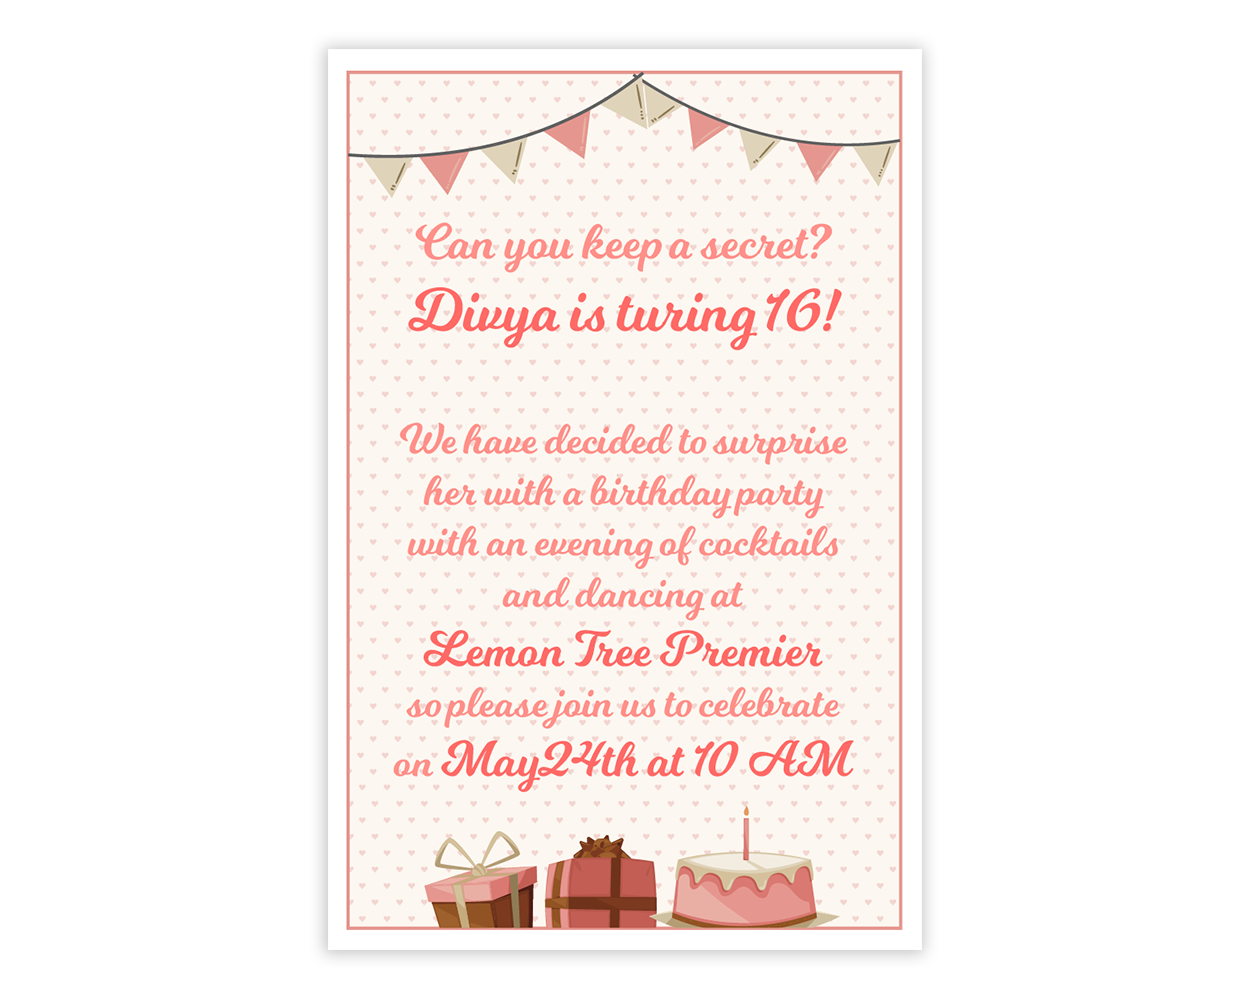 Can you keep a secret?
Divya is turing 16!
We have decided to surprise
her with a birthday party
with an evening of cocktails
and dancing at
Lemon Tree Premier
so please join us to celebrate
on May 24th at 10 AM